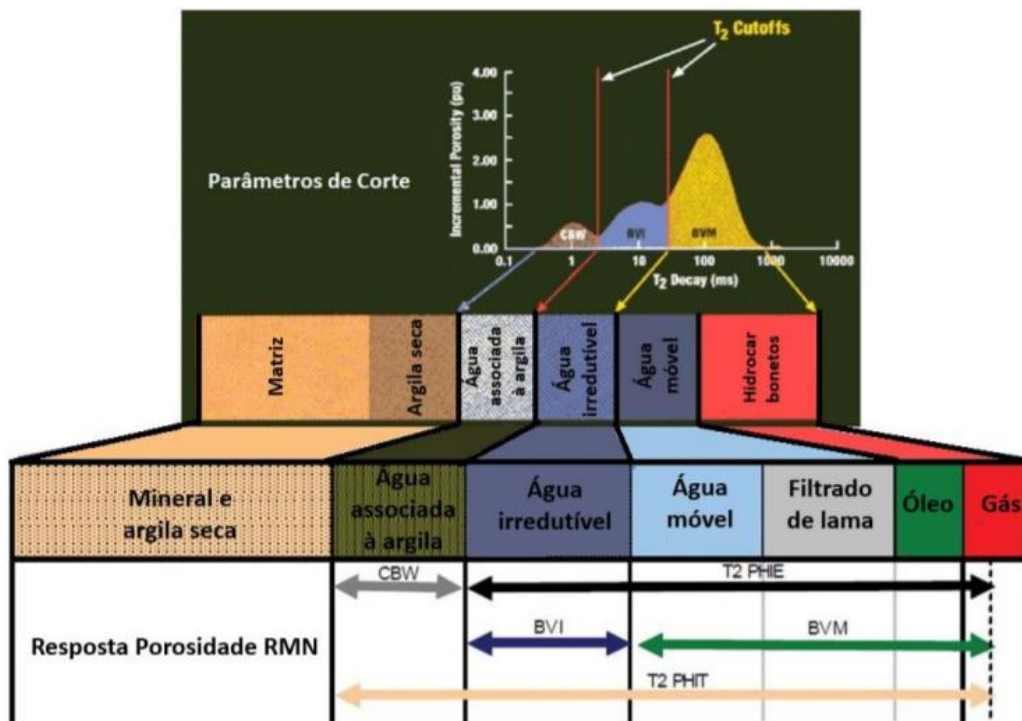 T2 Cutoffs
Incremental Porosity (pu)
4.00
3.00
2.00
1.00
0.00
CBW
BVI
BVM
0.1
1
10
100
1000
10000
T2 Decay (ms)
Parâmetros de Corte
Matriz
Argila seca
Água
associada
à argila
Água
irredutível
Água
móvel
Hidrocar
bonetos
Mineral e
argila seca
Água
associada
à argila
Água
irredutível
Água
móvel
Filtrado
de lama
Óleo
Gás
Resposta Porosidade RMN
CBW
T2 PHIE
BVI
BVM
T2 PHIT